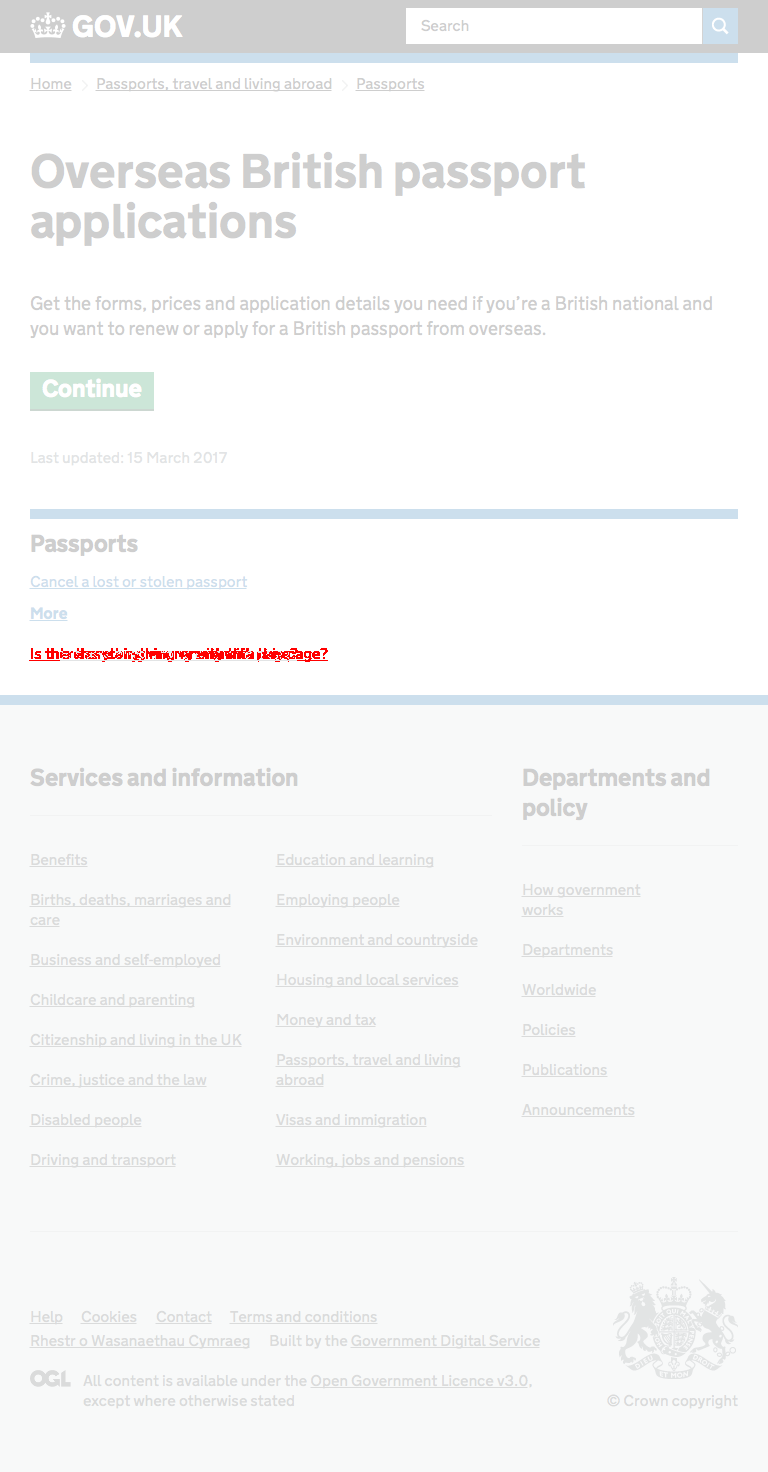 GOV.UK
Search
Home
Passports, travel and living abroad
Passports
Overseas British passport
applications
Get the forms, prices and application details you need if you’re a British national and
you want to renew or apply for a British passport from overseas.
Continue
Last updated: 15 March 2017
Passports
Cancel a lost or stolen passport
More
Services and information
Benefits
Births, deaths, marriages and
care
Business and self-employed
Childcare and parenting
Citizenship and living in the UK
Crime, justice and the law
Disabled people
Driving and transport
Education and learning
Employing people
Environment and countryside
Housing and local services
Money and tax
Passports, travel and living
abroad
Visas and immigration
Working, jobs and pensions
Departments and
policy
How government
works
Departments
Worldwide
Policies
Publications
Announcements
Help
Cookies
Contact
Terms and conditions
Rhestr o Wasanaethau Cymraeg
Built by the Government Digital Service
OGL
All content is available under the Open Government Licence v3.0,
except where otherwise stated
© Crown copyright